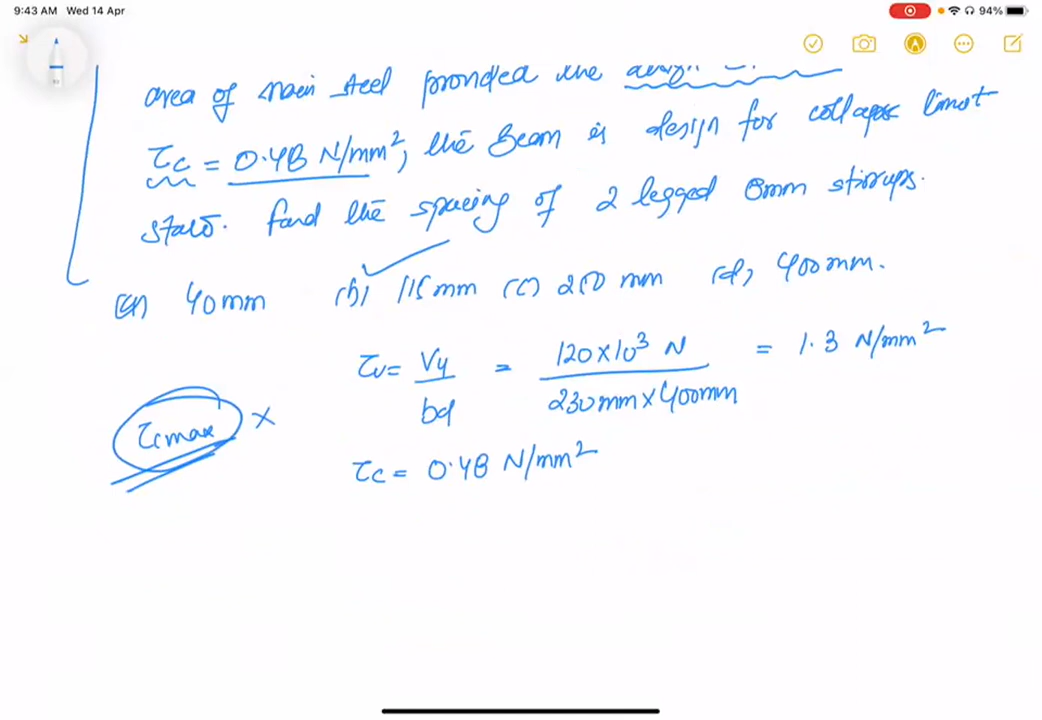 9:43 AM Wed 14 Apr
94%
area of main steel provided the design
τc = 0.48 N/mm², the Beam is design for collapse limit
state. find the spacing of 2 legged 8mm stirrups.
(a) 40mm (b) 115mm (c) 250 mm (d) 400mm.
τv = Vu/bd = 120×10³ N / 230mm×400mm = 1.3 N/mm²
τcmax ×
τc = 0.48 N/mm²